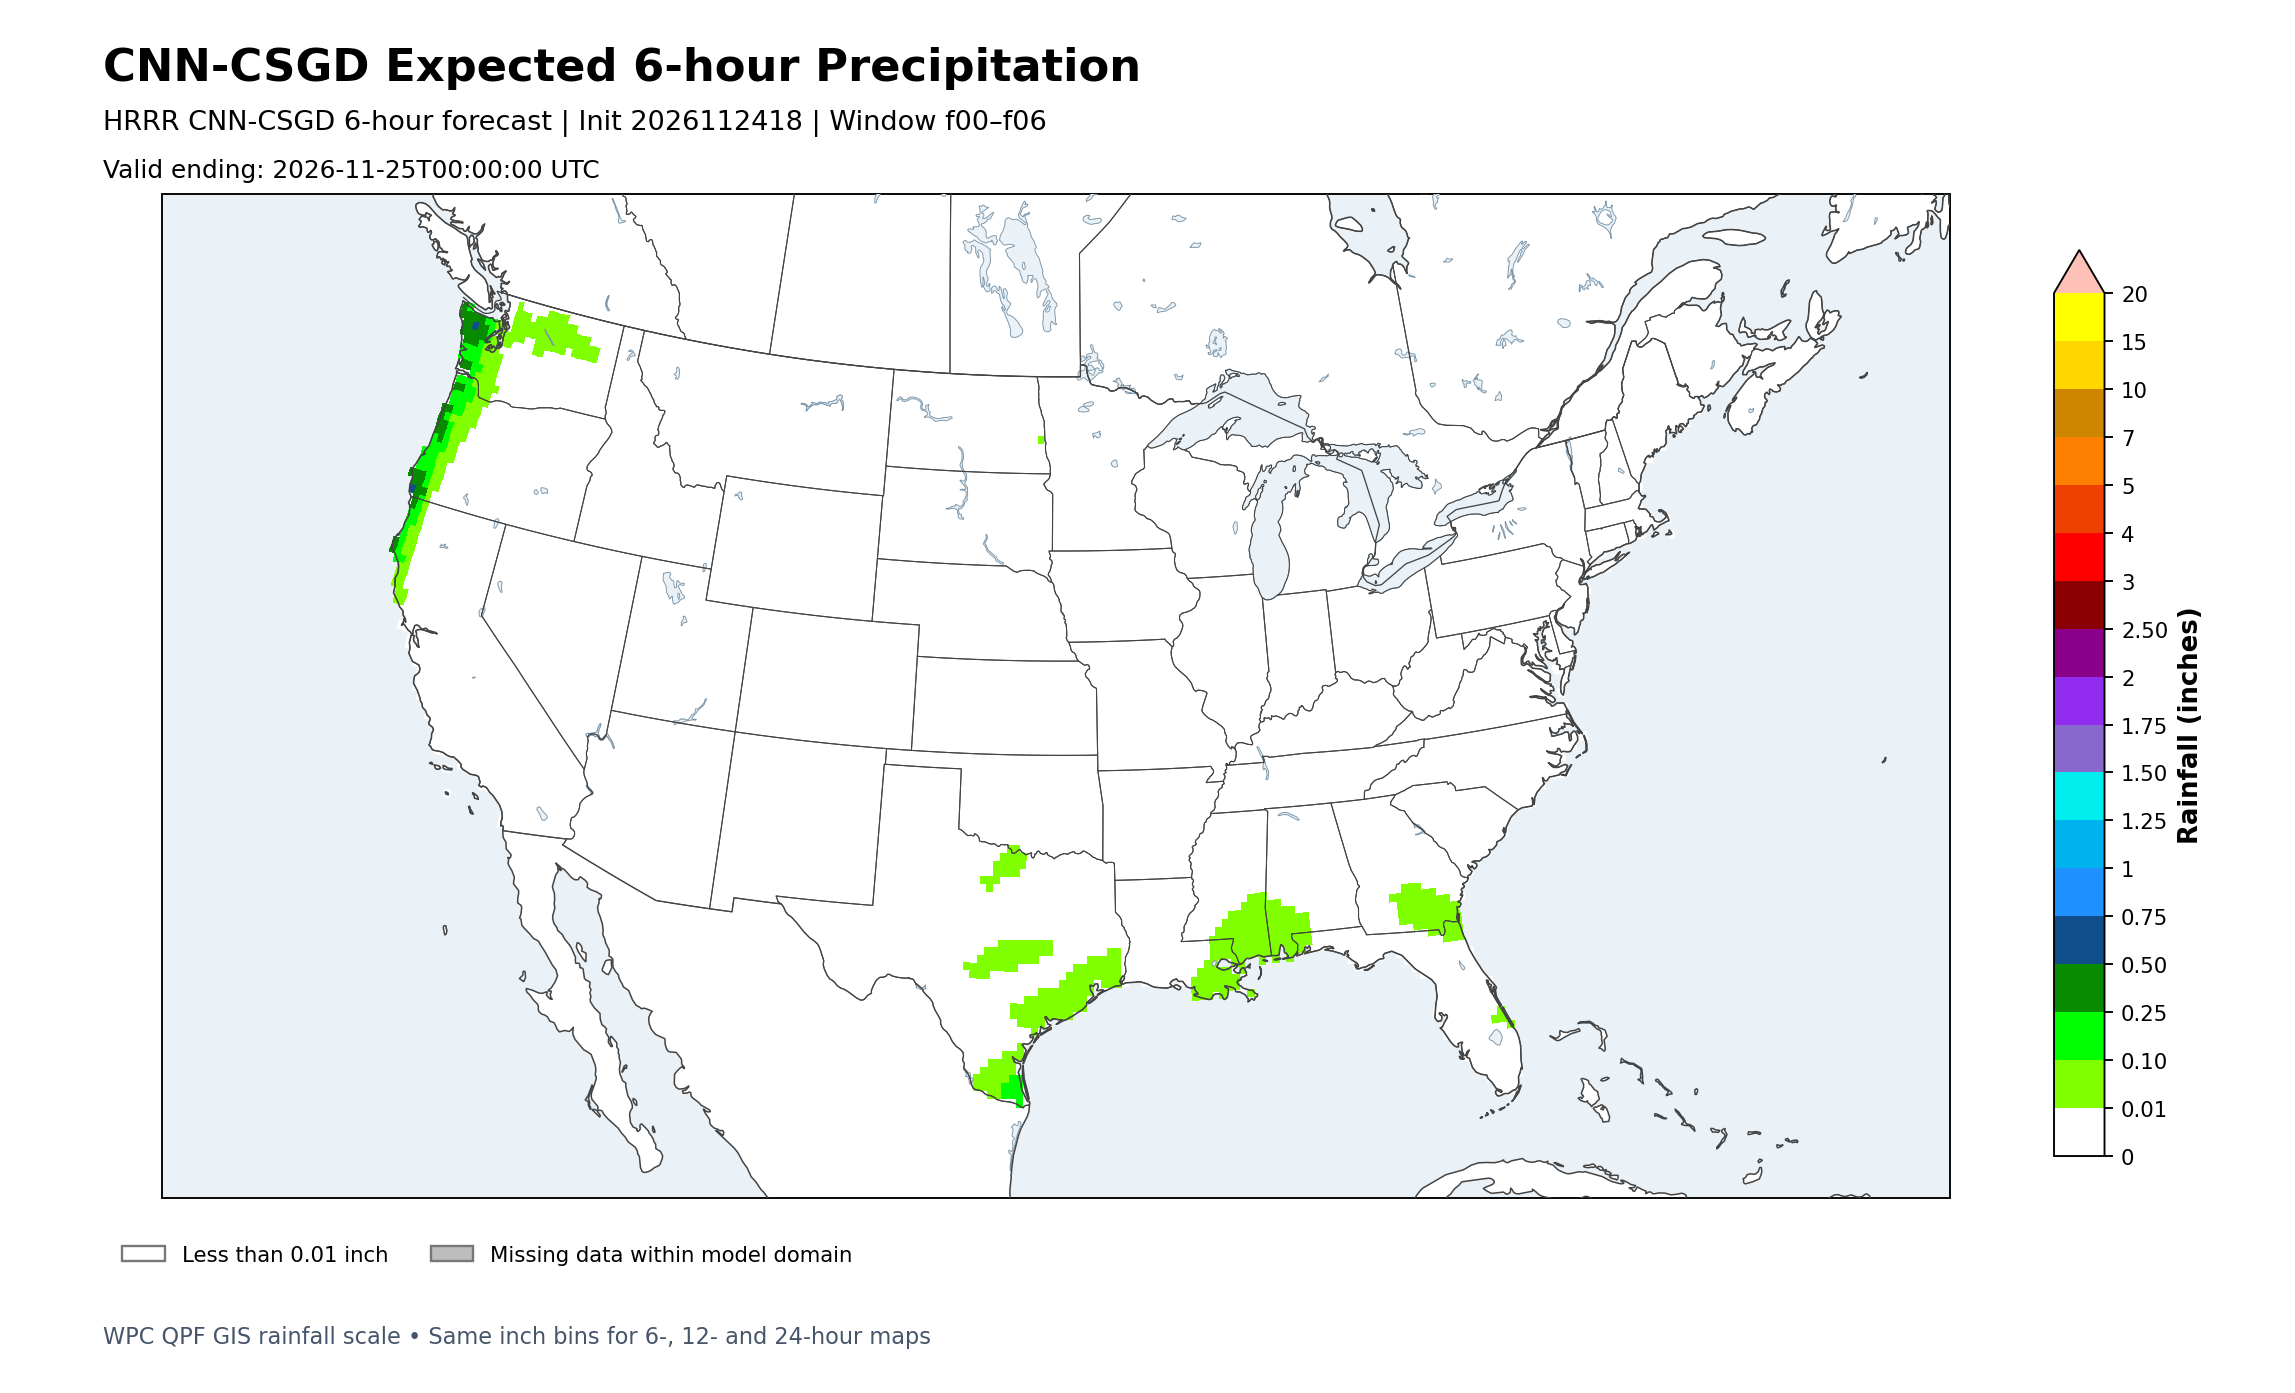 CNN-CSGD Expected 6-hour Precipitation
HRRR CNN-CSGD 6-hour forecast | Init 2026112418 | Window f00–f06
Valid ending: 2026-11-25T00:00:00 UTC
20
15
10
7
5
4
3
2.50
2
1.75
1.50
1.25
1
0.75
0.50
0.25
0.10
0.01
0
Rainfall (inches)
Less than 0.01 inch
Missing data within model domain
WPC QPF GIS rainfall scale • Same inch bins for 6-, 12- and 24-hour maps